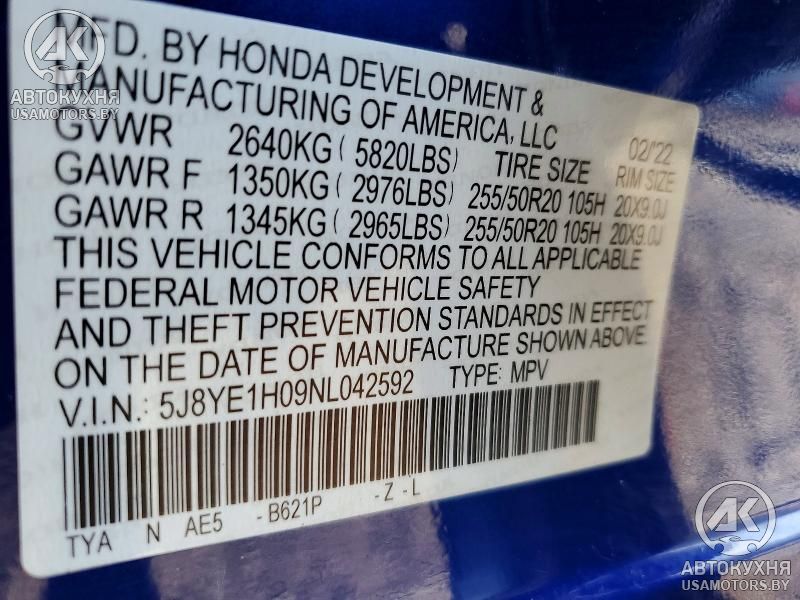 MFD. BY HONDA DEVELOPMENT &
MANUFACTURING OF AMERICA, LLC
02/'22
GVWR 2640KG ( 5820LBS) TIRE SIZE RIM SIZE
GAWR F 1350KG ( 2976LBS) 255/50R20 105H 20X9.0J
GAWR R 1345KG ( 2965LBS) 255/50R20 105H 20X9.0J
THIS VEHICLE CONFORMS TO ALL APPLICABLE
FEDERAL MOTOR VEHICLE SAFETY
AND THEFT PREVENTION STANDARDS IN EFFECT
ON THE DATE OF MANUFACTURE SHOWN ABOVE.
V.I.N.: 5J8YE1H09NL042592 TYPE: MPV
TYA N AE5 -B621P -Z-L
АК
АВТОКУХНЯ
USAMOTORS.BY
АК
АВТОКУХНЯ
USAMOTORS.BY